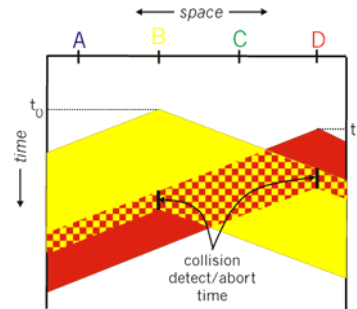 space
A B C D
t0
t
time
collision
detect/abort
time